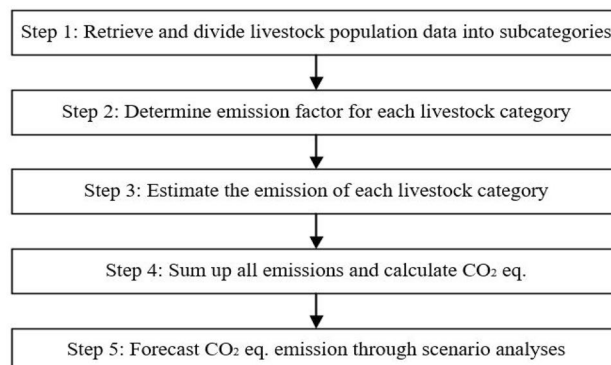 Step 1: Retrieve and divide livestock population data into subcategories
Step 2: Determine emission factor for each livestock category
Step 3: Estimate the emission of each livestock category
Step 4: Sum up all emissions and calculate CO₂ eq.
Step 5: Forecast CO₂ eq. emission through scenario analyses